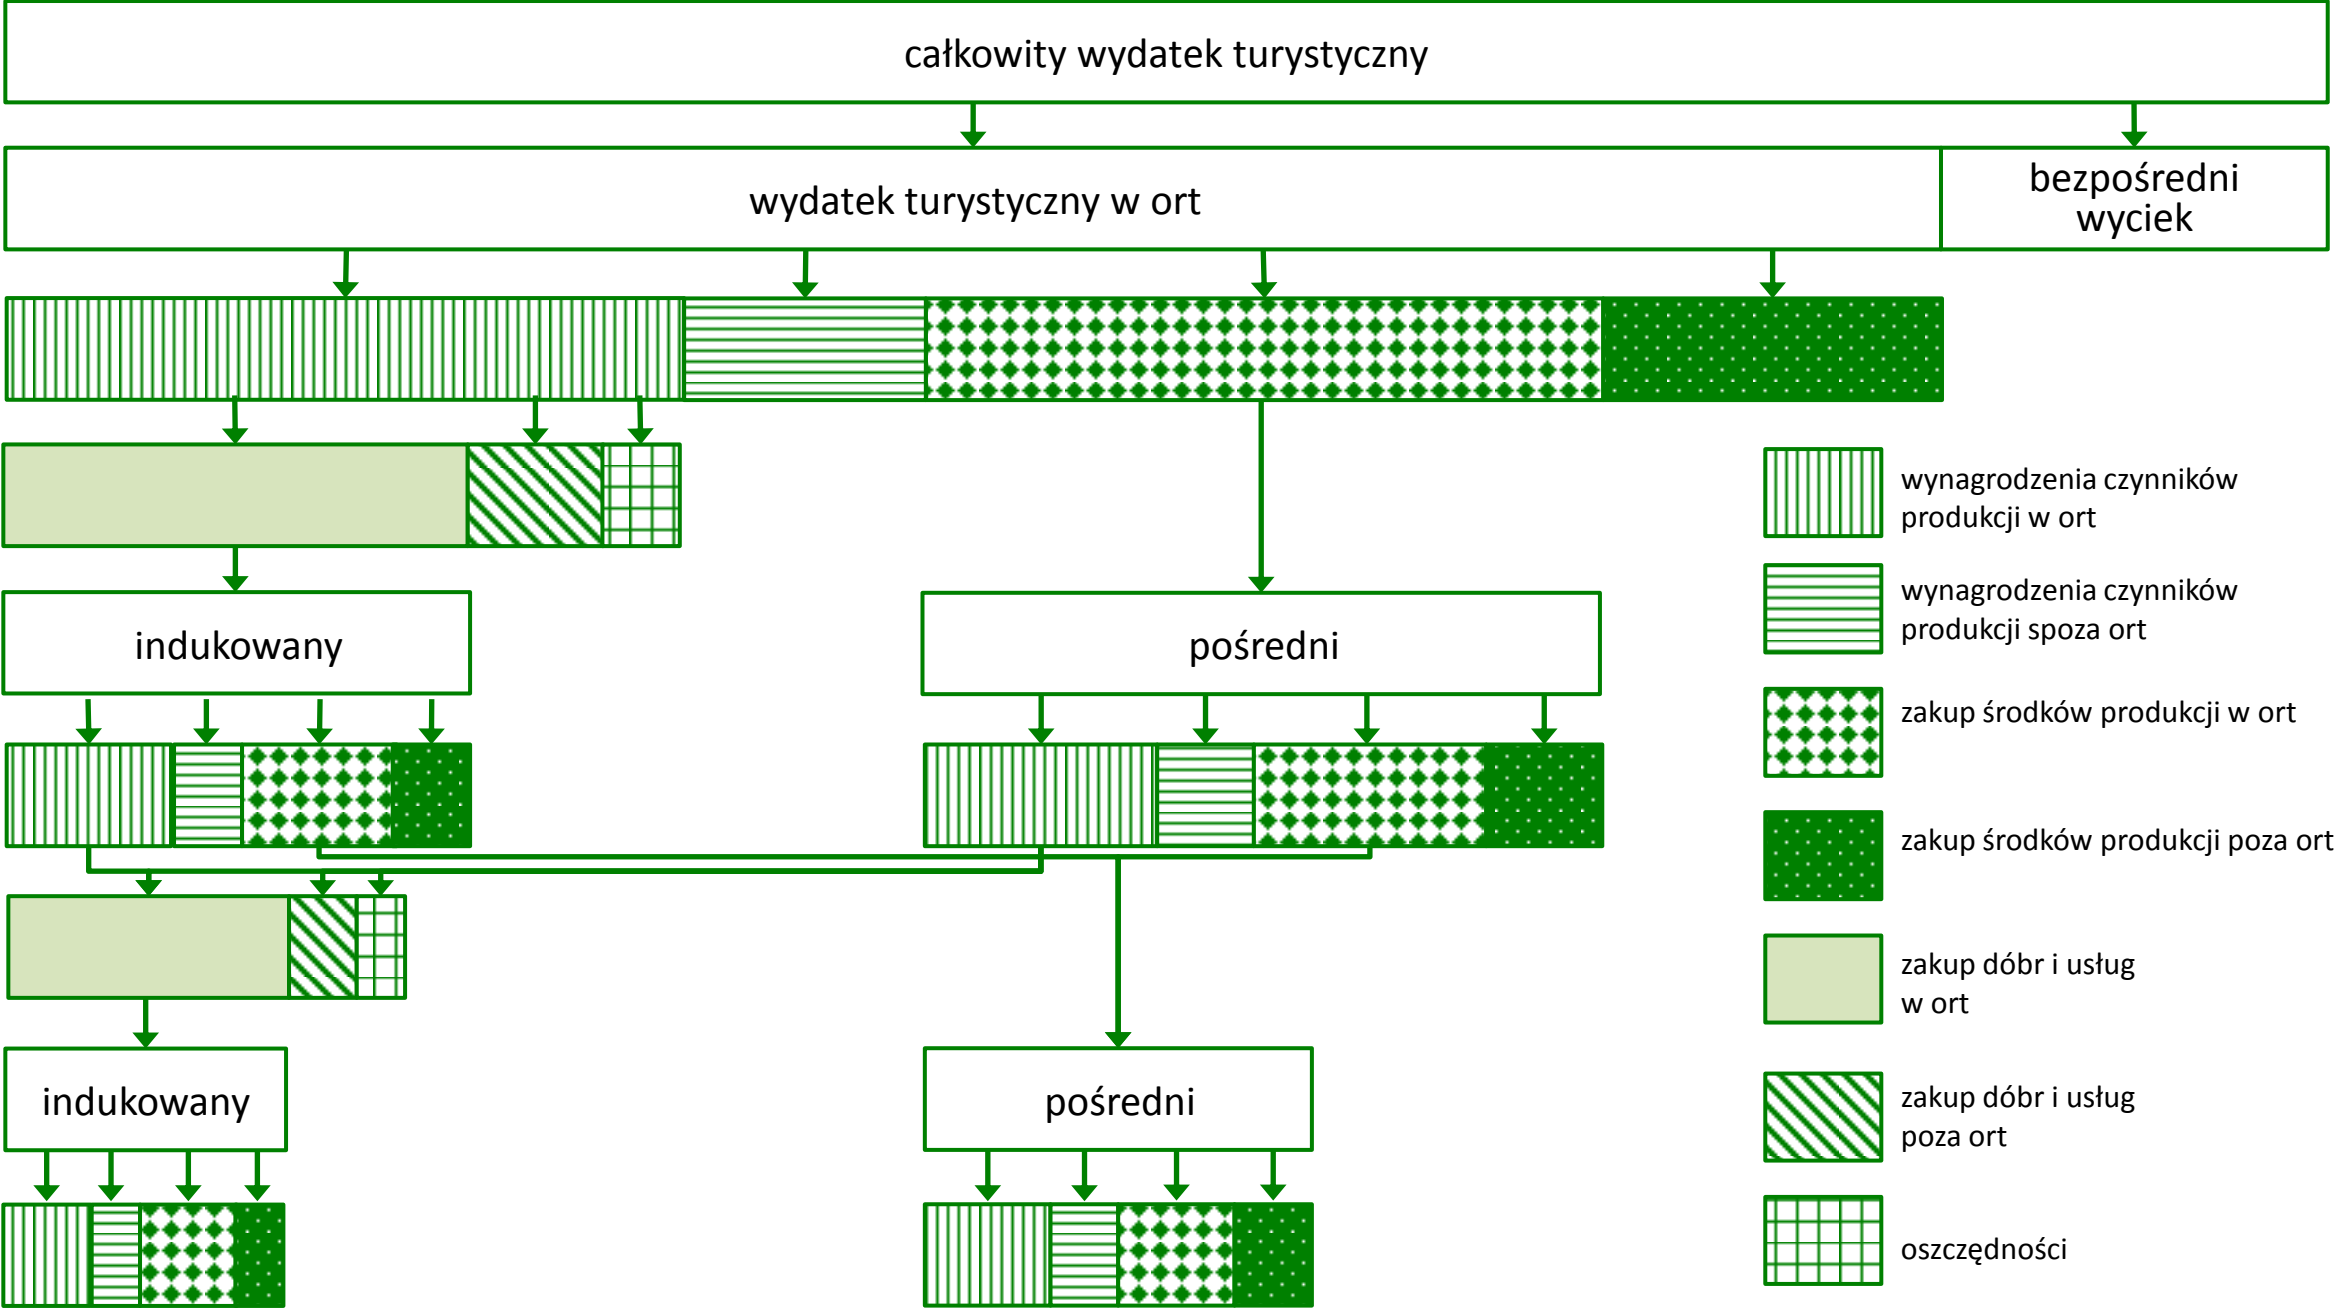 całkowity wydatek turystyczny
wydatek turystyczny w ort
bezpośredni
wyciek
indukowany
pośredni
indukowany
pośredni
wynagrodzenia czynników
produkcji w ort
wynagrodzenia czynników
produkcji spoza ort
zakup środków produkcji w ort
zakup środków produkcji poza ort
zakup dóbr i usług
w ort
zakup dóbr i usług
poza ort
oszczędności